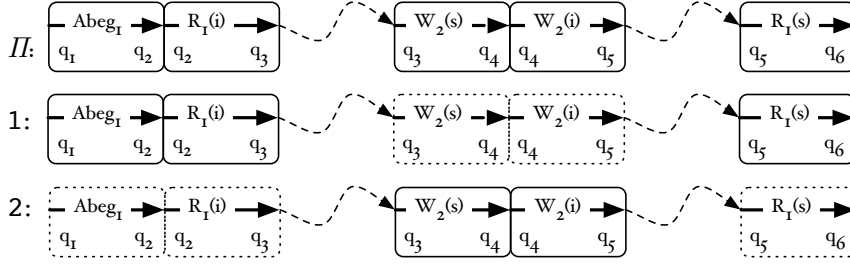 Abeg₁ R₁(i) W₂(s) W₂(i) R₁(s)
Π:
q₁ q₂ q₂ q₃ q₃ q₄ q₄ q₅ q₅ q₆
Abeg₁ R₁(i) W₂(s) W₂(i) R₁(s)
1:
q₁ q₂ q₂ q₃ q₃ q₄ q₄ q₅ q₅ q₆
Abeg₁ R₁(i) W₂(s) W₂(i) R₁(s)
2:
q₁ q₂ q₂ q₃ q₃ q₄ q₄ q₅ q₅ q₆